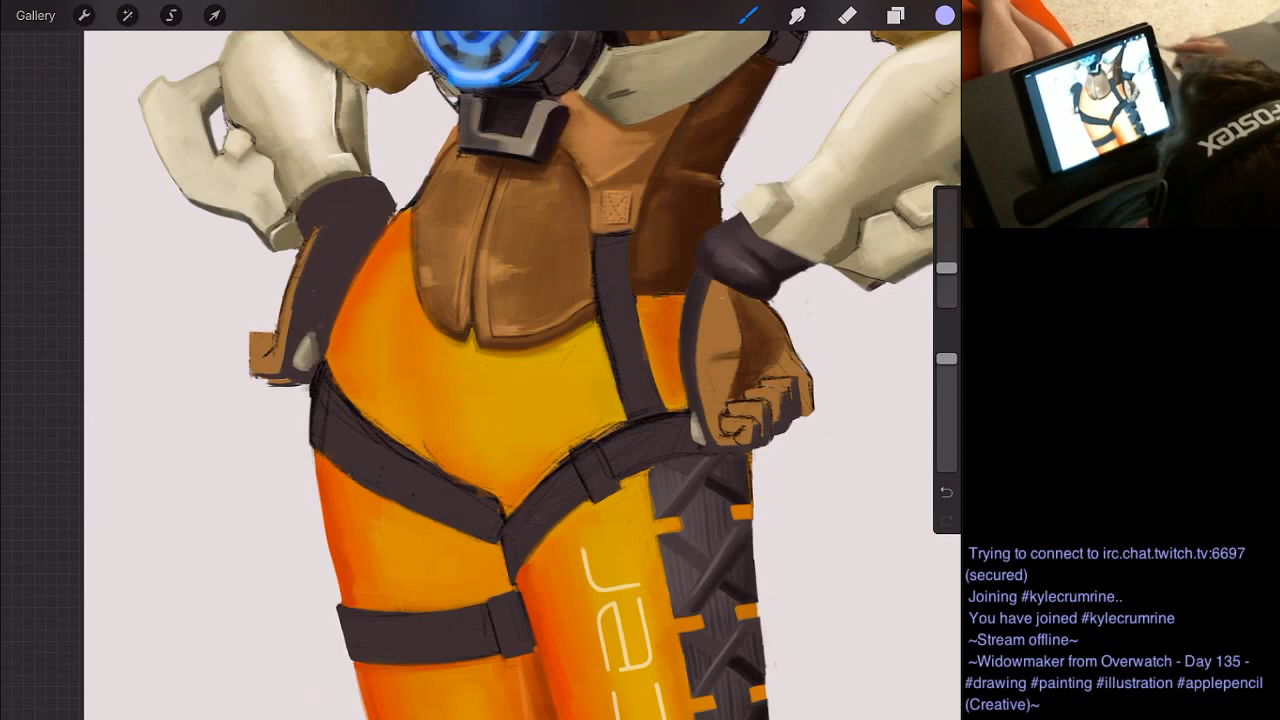 Gallery
Fostex
Trying to connect to irc.chat.twitch.tv:6697
(secured)
Joining #kylecrumrine..
You have joined #kylecrumrine
~Stream offline~
~Widowmaker from Overwatch - Day 135 -
#drawing #painting #illustration #applepencil
(Creative)~